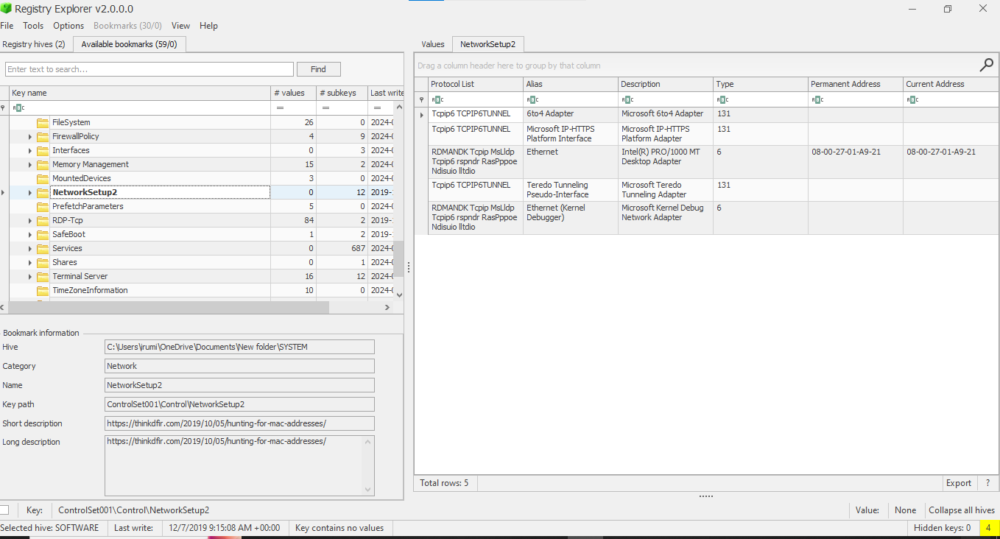 Registry Explorer v2.0.0.0
File Tools Options Bookmarks (30/0) View Help
Registry hives (2) Available bookmarks (59/0)
Enter text to search... Find
Key name # values # subkeys Last write
ABC = = =
FileSystem 26 0 2024-0
FirewallPolicy 4 9 2024-0
Interfaces 0 3 2024-0
Memory Management 15 2 2024-0
MountedDevices 3 0 2024-0
NetworkSetup2 0 12 2019-1
PrefetchParameters 5 0 2024-0
RDP-Tcp 84 2 2019-1
SafeBoot 1 2 2019-1
Services 0 687 2024-0
Shares 0 1 2024-0
Terminal Server 16 12 2024-0
TimeZoneInformation 10 0 2024-0
Bookmark information
Hive C:\Users\irumi\OneDrive\Documents\New folder\SYSTEM
Category Network
Name NetworkSetup2
Key path ControlSet001\Control\NetworkSetup2
Short description https://thinkdfir.com/2019/10/05/hunting-for-mac-addresses/
Long description https://thinkdfir.com/2019/10/05/hunting-for-mac-addresses/
Values NetworkSetup2
Drag a column header here to group by that column
Protocol List Alias Description Type Permanent Address Current Address
ABC ABC ABC ABC ABC ABC
Tcpip6 TCPIP6TUNNEL 6to4 Adapter Microsoft 6to4 Adapter 131
Tcpip6 TCPIP6TUNNEL Microsoft IP-HTTPS Microsoft IP-HTTPS 131
Platform Interface Platform Adapter
RDMANDK Tcpip MsLldp Ethernet Intel(R) PRO/1000 MT 6 08-00-27-01-A9-21 08-00-27-01-A9-21
Tcpip6 rspndr RasPppoe Desktop Adapter
Ndisuio lltdio
Tcpip6 TCPIP6TUNNEL Teredo Tunneling Microsoft Teredo 131
Pseudo-Interface Tunneling Adapter
RDMANDK Tcpip MsLldp Ethernet (Kernel Microsoft Kernel Debug 6
Tcpip6 rspndr RasPppoe Debugger) Network Adapter
Ndisuio lltdio
Total rows: 5 Export ?
Key: ControlSet001\Control\NetworkSetup2 Value: None Collapse all hives
Selected hive: SOFTWARE Last write: 12/7/2019 9:15:08 AM +00:00 Key contains no values Hidden keys: 0 4